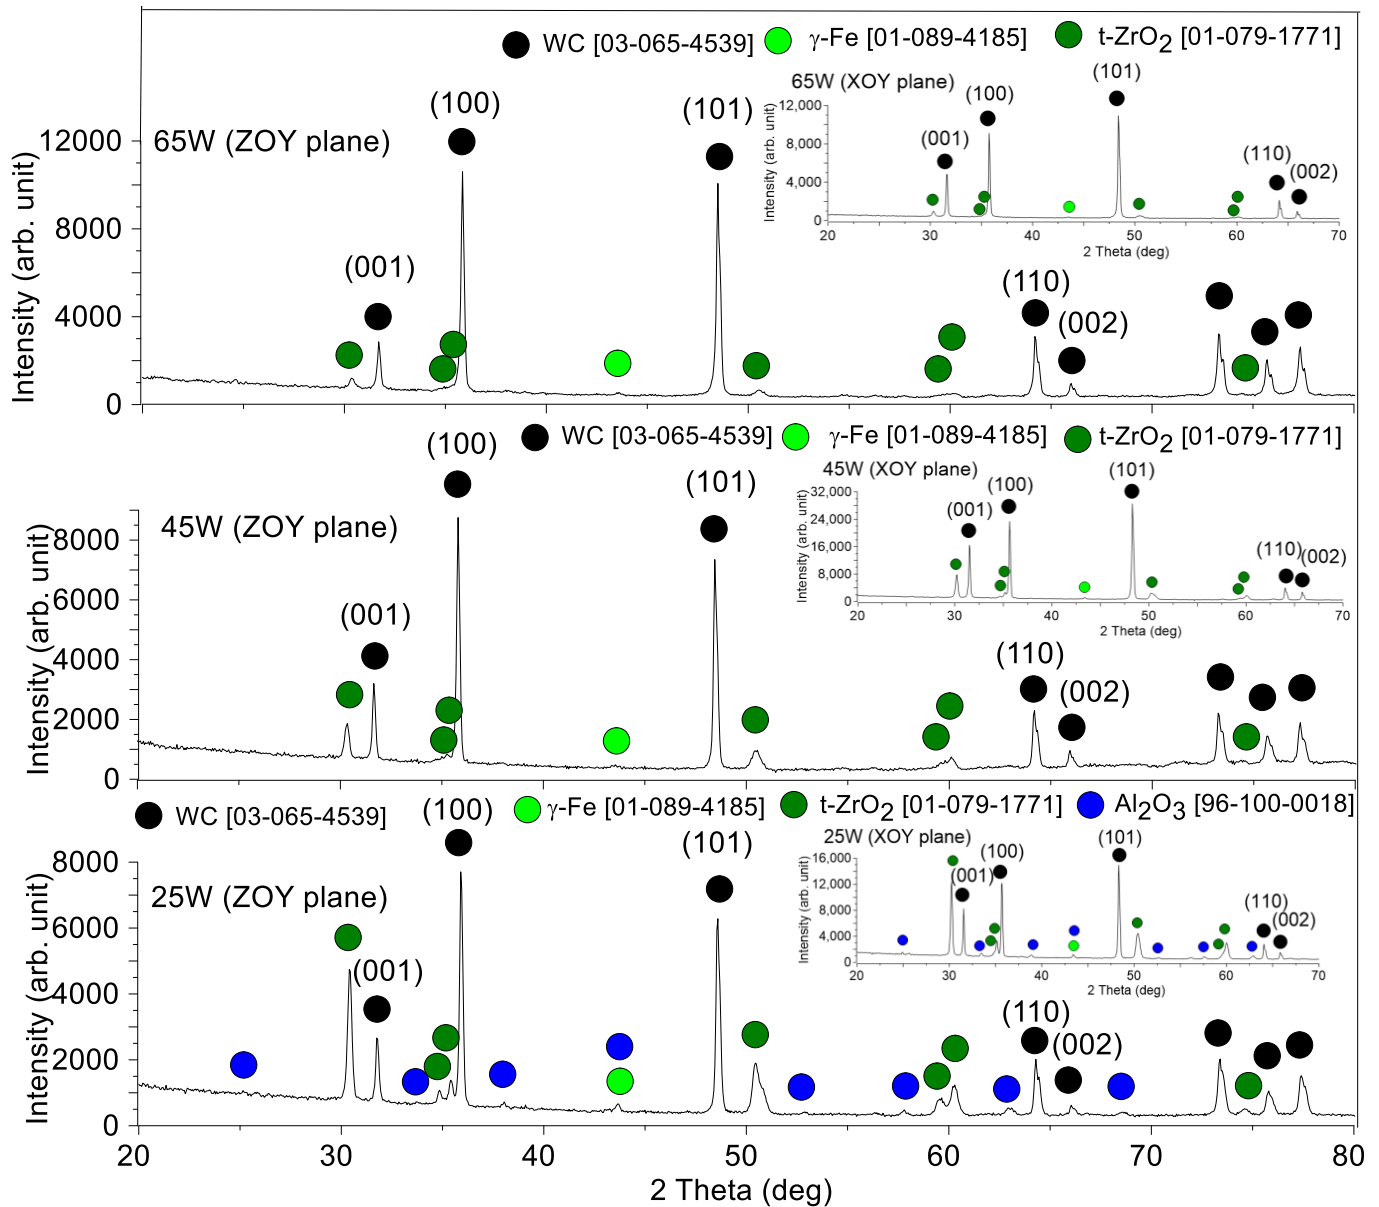 WC [03-065-4539] γ-Fe [01-089-4185] t-ZrO2 [01-079-1771]
65W (ZOY plane)
(001)
(100)
(101)
(110)
(002)
12000
8000
4000
0
Intensity (arb. unit)
65W (XOY plane)
(001)
(100)
(101)
(110)
(002)
12,000
8,000
4,000
0
Intensity (arb. unit)
20 30 40 50 60 70
2 Theta (deg)
WC [03-065-4539] γ-Fe [01-089-4185] t-ZrO2 [01-079-1771]
45W (ZOY plane)
(001)
(100)
(101)
(110)
(002)
8000
6000
4000
2000
0
Intensity (arb. unit)
45W (XOY plane)
(001)
(100)
(101)
(110)
(002)
32,000
24,000
16,000
8,000
0
Intensity (arb. unit)
20 30 40 50 60 70
2 Theta (deg)
WC [03-065-4539] γ-Fe [01-089-4185] t-ZrO2 [01-079-1771] Al2O3 [96-100-0018]
25W (ZOY plane)
(001)
(100)
(101)
(110)
(002)
8000
6000
4000
2000
0
Intensity (arb. unit)
25W (XOY plane)
(001)
(100)
(101)
(110)
(002)
16,000
12,000
8,000
4,000
0
Intensity (arb. unit)
20 30 40 50 60 70
2 Theta (deg)
20 30 40 50 60 70 80
2 Theta (deg)